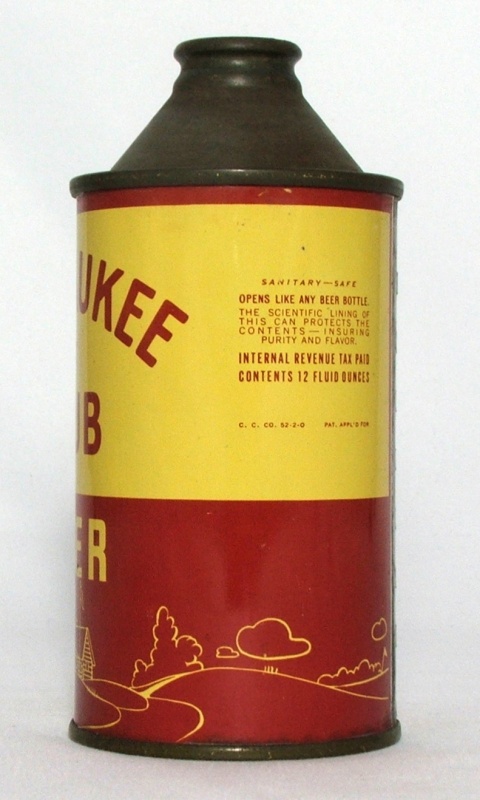 UKEE
UB
ER
SANITARY—SAFE
OPENS LIKE ANY BEER BOTTLE.
THE SCIENTIFIC LINING OF
THIS CAN PROTECTS THE
CONTENTS — INSURING
PURITY AND FLAVOR.
INTERNAL REVENUE TAX PAID
CONTENTS 12 FLUID OUNCES
C. C. CO. 52-2-O PAT. APPL'D FOR